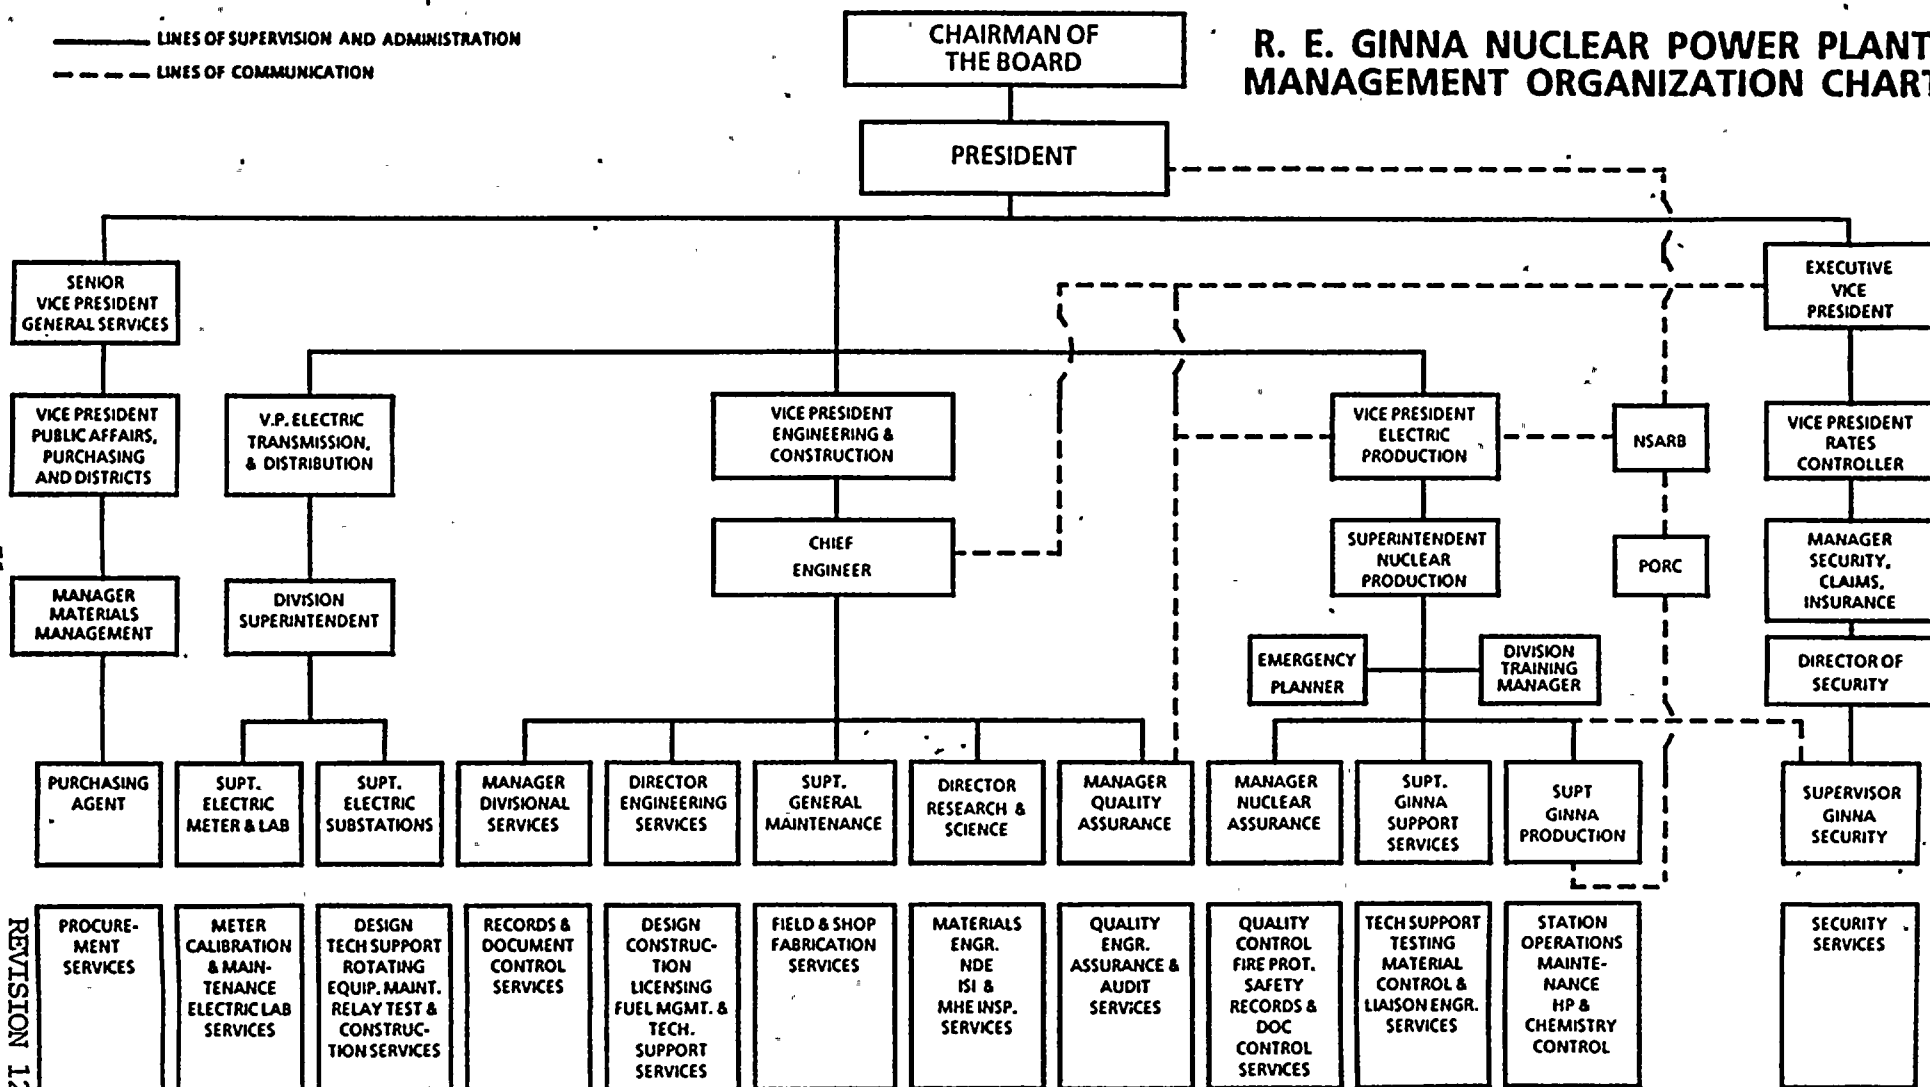 LINES OF SUPERVISION AND ADMINISTRATION
LINES OF COMMUNICATION
R. E. GINNA NUCLEAR POWER PLANT
MANAGEMENT ORGANIZATION CHART
CHAIRMAN OF
THE BOARD
PRESIDENT
SENIOR
VICE PRESIDENT
GENERAL SERVICES
EXECUTIVE
VICE
PRESIDENT
VICE PRESIDENT
PUBLIC AFFAIRS,
PURCHASING
AND DISTRICTS
V.P. ELECTRIC
TRANSMISSION,
& DISTRIBUTION
VICE PRESIDENT
ENGINEERING &
CONSTRUCTION
VICE PRESIDENT
ELECTRIC
PRODUCTION
NSARB
VICE PRESIDENT
RATES
CONTROLLER
CHIEF
ENGINEER
SUPERINTENDENT
NUCLEAR
PRODUCTION
PORC
MANAGER
SECURITY,
CLAIMS,
INSURANCE
MANAGER
MATERIALS
MANAGEMENT
DIVISION
SUPERINTENDENT
EMERGENCY
PLANNER
DIVISION
TRAINING
MANAGER
DIRECTOR OF
SECURITY
PURCHASING
AGENT
SUPT.
ELECTRIC
METER & LAB
SUPT.
ELECTRIC
SUBSTATIONS
MANAGER
DIVISIONAL
SERVICES
DIRECTOR
ENGINEERING
SERVICES
SUPT.
GENERAL
MAINTENANCE
DIRECTOR
RESEARCH &
SCIENCE
MANAGER
QUALITY
ASSURANCE
MANAGER
NUCLEAR
ASSURANCE
SUPT.
GINNA
SUPPORT
SERVICES
SUPT
GINNA
PRODUCTION
SUPERVISOR
GINNA
SECURITY
PROCURE-
MENT
SERVICES
METER
CALIBRATION
& MAIN-
TENANCE
ELECTRIC LAB
SERVICES
DESIGN
TECH SUPPORT
ROTATING
EQUIP. MAINT.
RELAY TEST &
CONSTRUC-
TION SERVICES
RECORDS &
DOCUMENT
CONTROL
SERVICES
DESIGN
CONSTRUC-
TION
LICENSING
FUEL MGMT. &
TECH.
SUPPORT
SERVICES
FIELD & SHOP
FABRICATION
SERVICES
MATERIALS
ENGR.
NDE
ISI &
MHE INSP.
SERVICES
QUALITY
ENGR.
ASSURANCE &
AUDIT
SERVICES
QUALITY
CONTROL
FIRE PROT.
SAFETY
RECORDS &
DOC
CONTROL
SERVICES
TECH SUPPORT
TESTING
MATERIAL
CONTROL &
LIAISON ENGR.
SERVICES
STATION
OPERATIONS
MAINTE-
NANCE
HP &
CHEMISTRY
CONTROL
SECURITY
SERVICES
REVISION 12